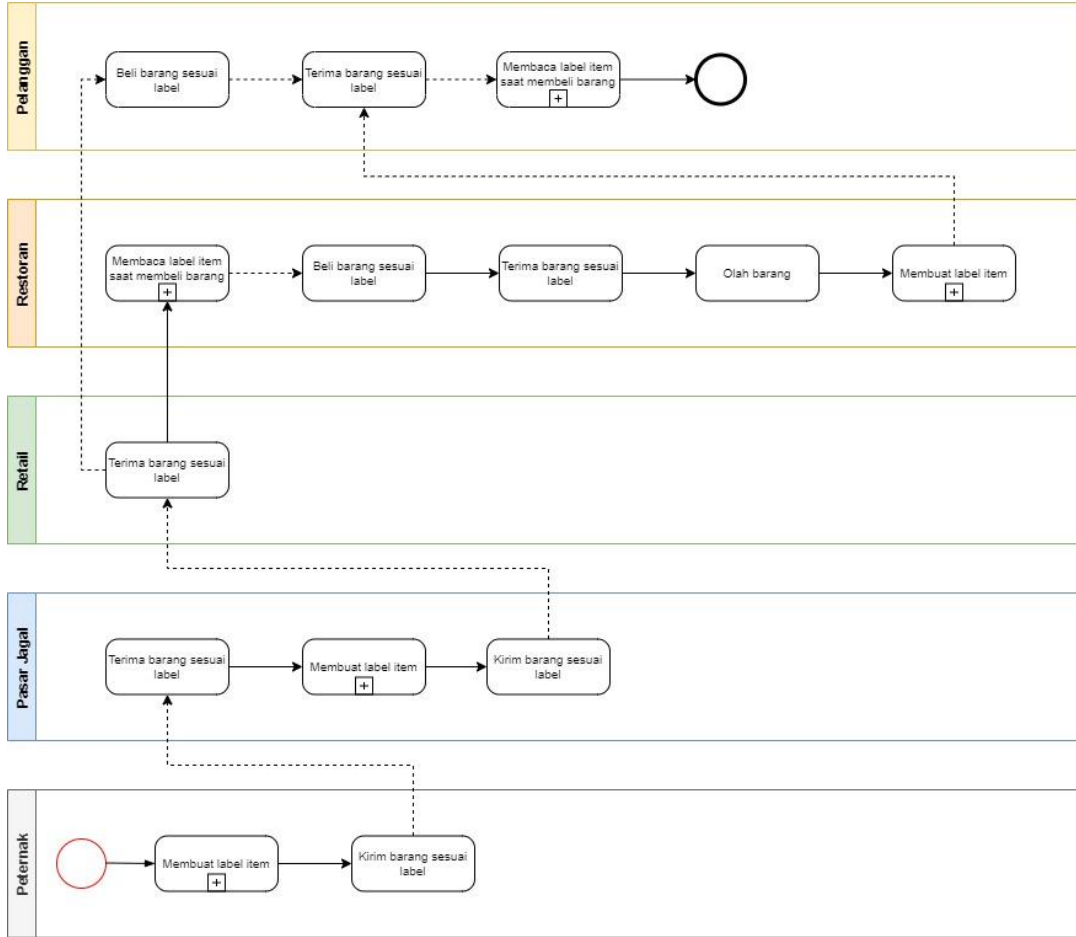 Pelanggan
Beli barang sesuai
label
Terima barang sesuai
label
Membaca label item
saat membeli barang
Restoran
Membaca label item
saat membeli barang
Beli barang sesuai
label
Terima barang sesuai
label
Olah barang
Membuat label item
Retail
Terima barang sesuai
label
Pasar Jagal
Terima barang sesuai
label
Membuat label item
Kirim barang sesuai
label
Peternak
Membuat label item
Kirim barang sesuai
label